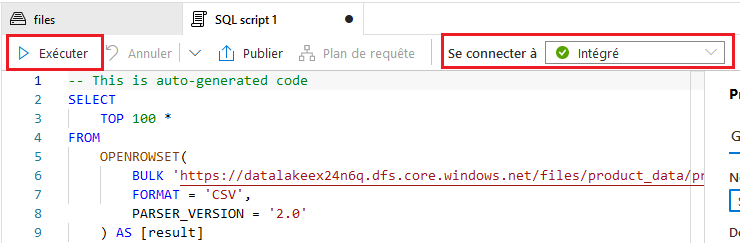 files
SQL script 1
Exécuter
Annuler
Publier
Plan de requête
Se connecter à
Intégré
1 -- This is auto-generated code
2 SELECT
3 TOP 100 *
4 FROM
5 OPENROWSET(
6 BULK 'https://datalakeex24n6q.dfs.core.windows.net/files/product_data/pr
7 FORMAT = 'CSV',
8 PARSER_VERSION = '2.0'
9 ) AS [result]